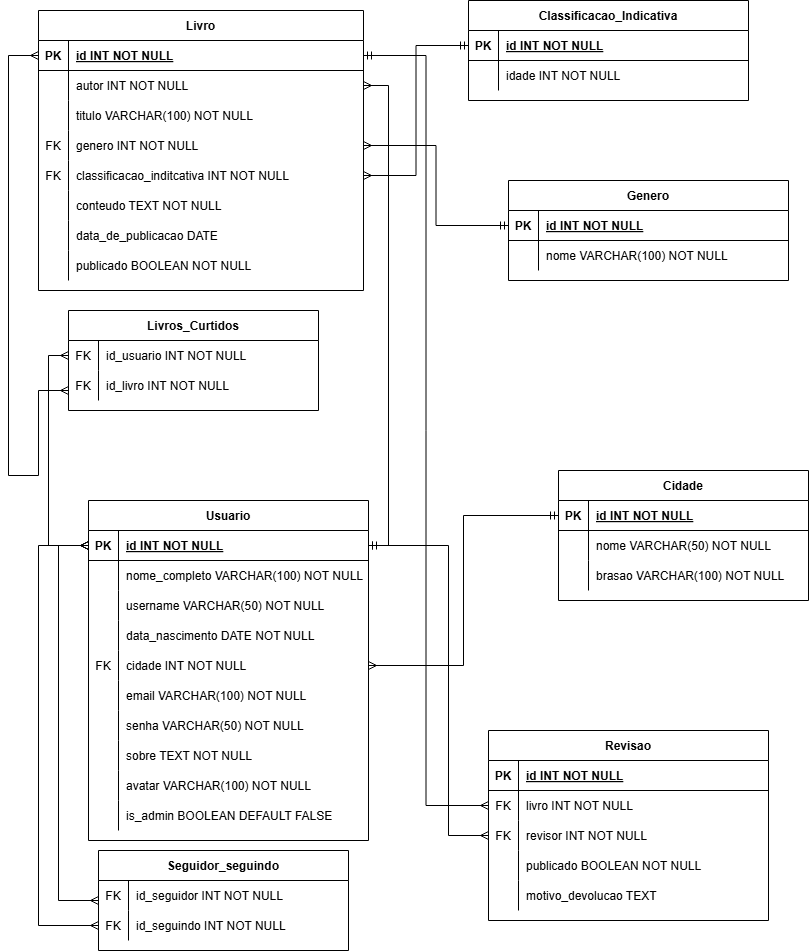 Livro
PK id INT NOT NULL
autor INT NOT NULL
titulo VARCHAR(100) NOT NULL
FK genero INT NOT NULL
FK classificacao_inditcativa INT NOT NULL
conteudo TEXT NOT NULL
data_de_publicacao DATE
publicado BOOLEAN NOT NULL
Classificacao_Indicativa
PK id INT NOT NULL
idade INT NOT NULL
Genero
PK id INT NOT NULL
nome VARCHAR(100) NOT NULL
Livros_Curtidos
FK id_usuario INT NOT NULL
FK id_livro INT NOT NULL
Usuario
PK id INT NOT NULL
nome_completo VARCHAR(100) NOT NULL
username VARCHAR(50) NOT NULL
data_nascimento DATE NOT NULL
FK cidade INT NOT NULL
email VARCHAR(100) NOT NULL
senha VARCHAR(50) NOT NULL
sobre TEXT NOT NULL
avatar VARCHAR(100) NOT NULL
is_admin BOOLEAN DEFAULT FALSE
Cidade
PK id INT NOT NULL
nome VARCHAR(50) NOT NULL
brasao VARCHAR(100) NOT NULL
Revisao
PK id INT NOT NULL
FK livro INT NOT NULL
FK revisor INT NOT NULL
publicado BOOLEAN NOT NULL
motivo_devolucao TEXT
Seguidor_seguindo
FK id_seguidor INT NOT NULL
FK id_seguindo INT NOT NULL